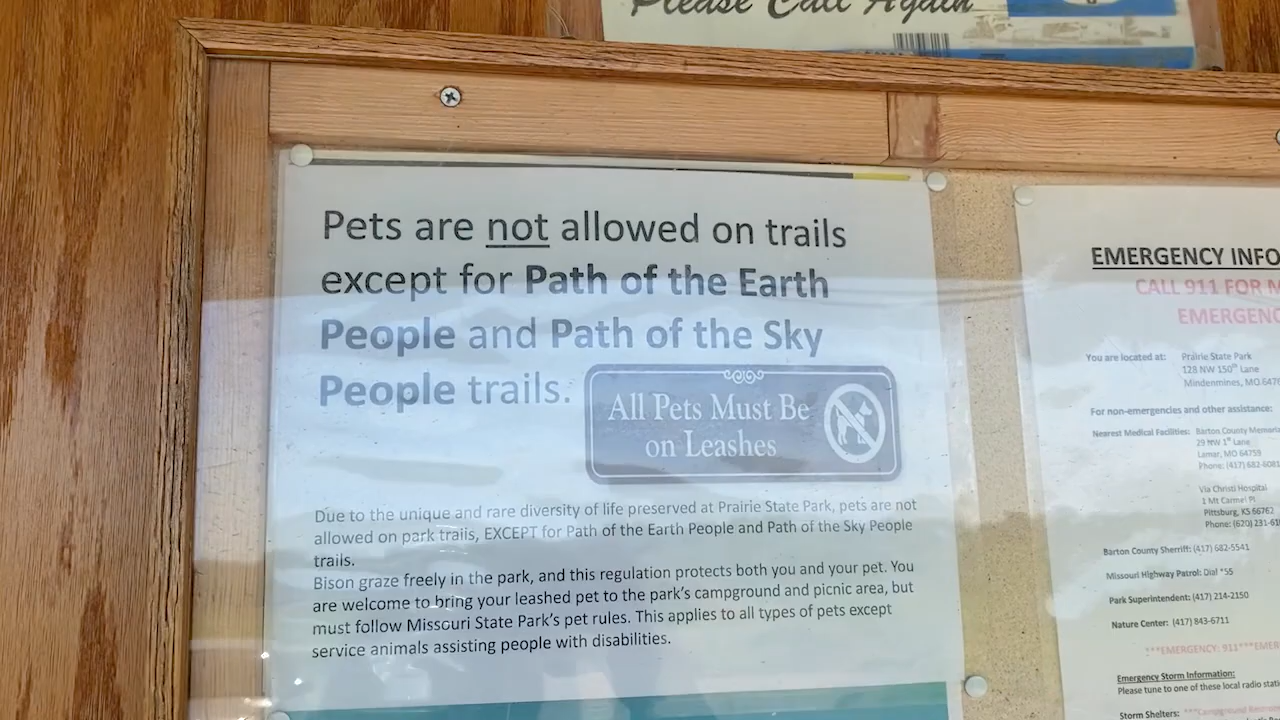 Please Call Again
Pets are not allowed on trails
except for Path of the Earth
People and Path of the Sky
People trails.
All Pets Must Be
on Leashes
Due to the unique and rare diversity of life preserved at Prairie State Park, pets are not
allowed on park trails, EXCEPT for Path of the Earth People and Path of the Sky People
trails.
Bison graze freely in the park, and this regulation protects both you and your pet. You
are welcome to bring your leashed pet to the park's campground and picnic area, but
must follow Missouri State Park's pet rules. This applies to all types of pets except
service animals assisting people with disabilities.
EMERGENCY INFO
CALL 911 FOR M
EMERGENC
You are located at: Prairie State Park
128 NW 150th Lane
Mindenmines, MO 6476
For non-emergencies and other assistance:
Nearest Medical Facilities: Barton County Memoria
29 NW 1st Lane
Lamar, MO 64759
Phone: (417) 682-6081
Via Christi Hospital
1 Mt Carmel Pl
Pittsburg, KS 66762
Phone: (620) 231-61
Barton County Sherriff: (417) 682-5541
Missouri Highway Patrol: Dial *55
Park Superintendent: (417) 214-2150
Nature Center: (417) 843-6711
***EMERGENCY: 911***EMER
Emergency Storm Information:
Please tune to one of these local radio stati
Storm Shelters: ***Campground Restroo